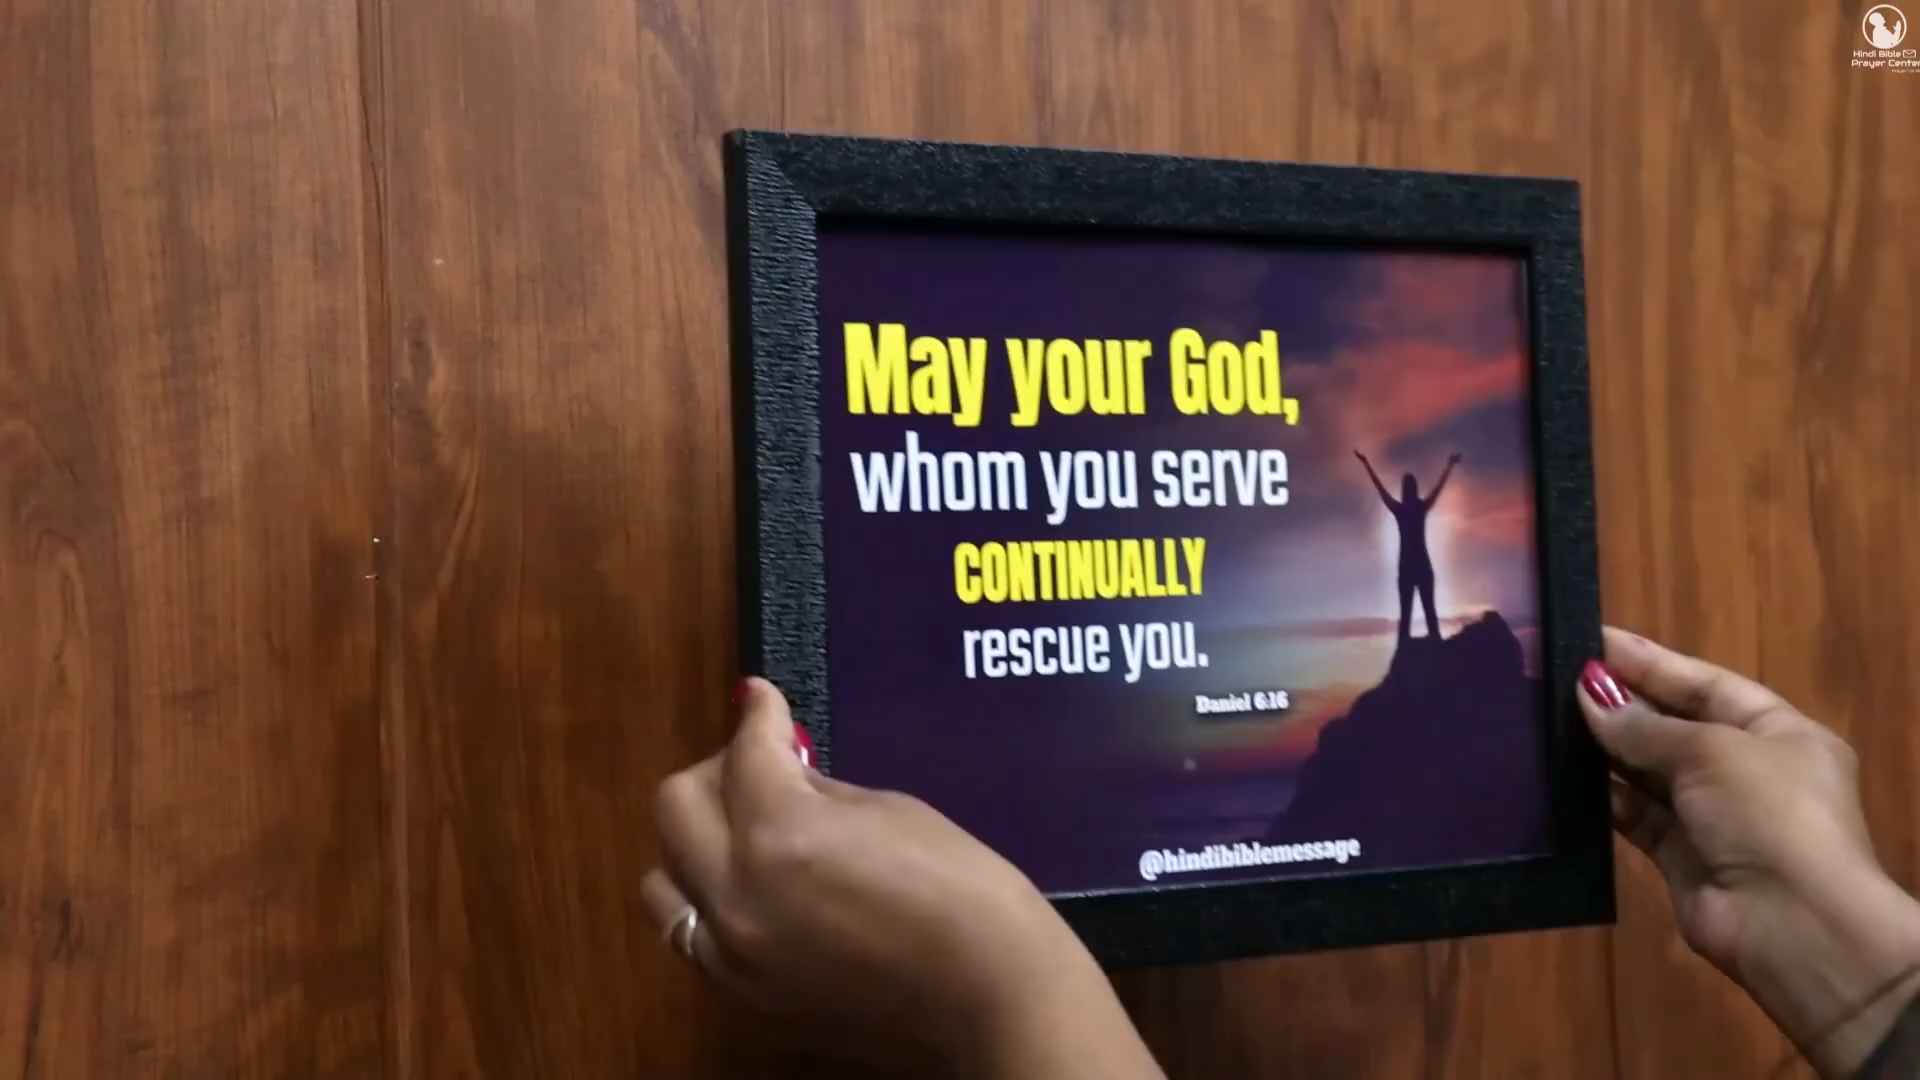 Hindi Bible
Prayer Center
May your God,
whom you serve
CONTINUALLY
rescue you.
Daniel 6:16
@hindibiblemessage